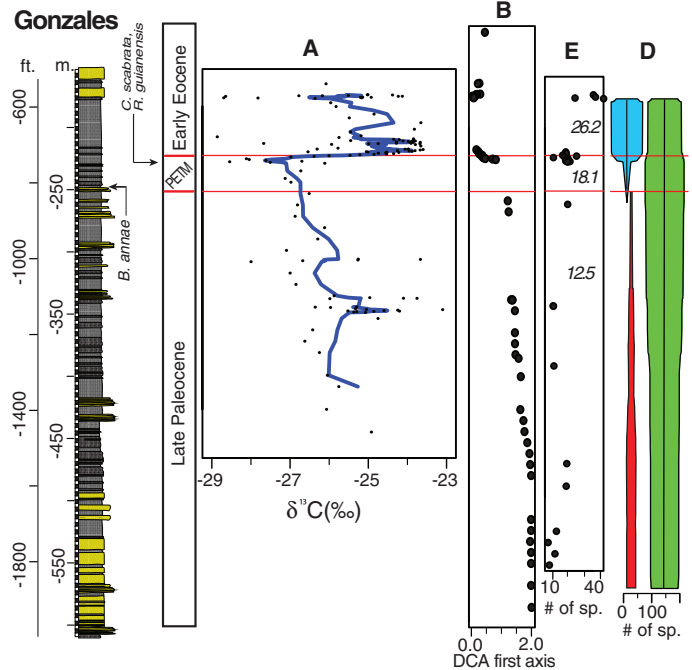 Gonzales
ft.
m.
C. scabrata,
R. guianensis
A
B
E
D
-600
-1000
-1400
-1800
-250
-350
-450
-550
B. annae
Early Eocene
PETM
Late Paleocene
26.2
18.1
12.5
-29 -27 -25 -23
δ¹³C(‰)
0.0 2.0
DCA first axis
10 40
# of sp.
0 100
# of sp.